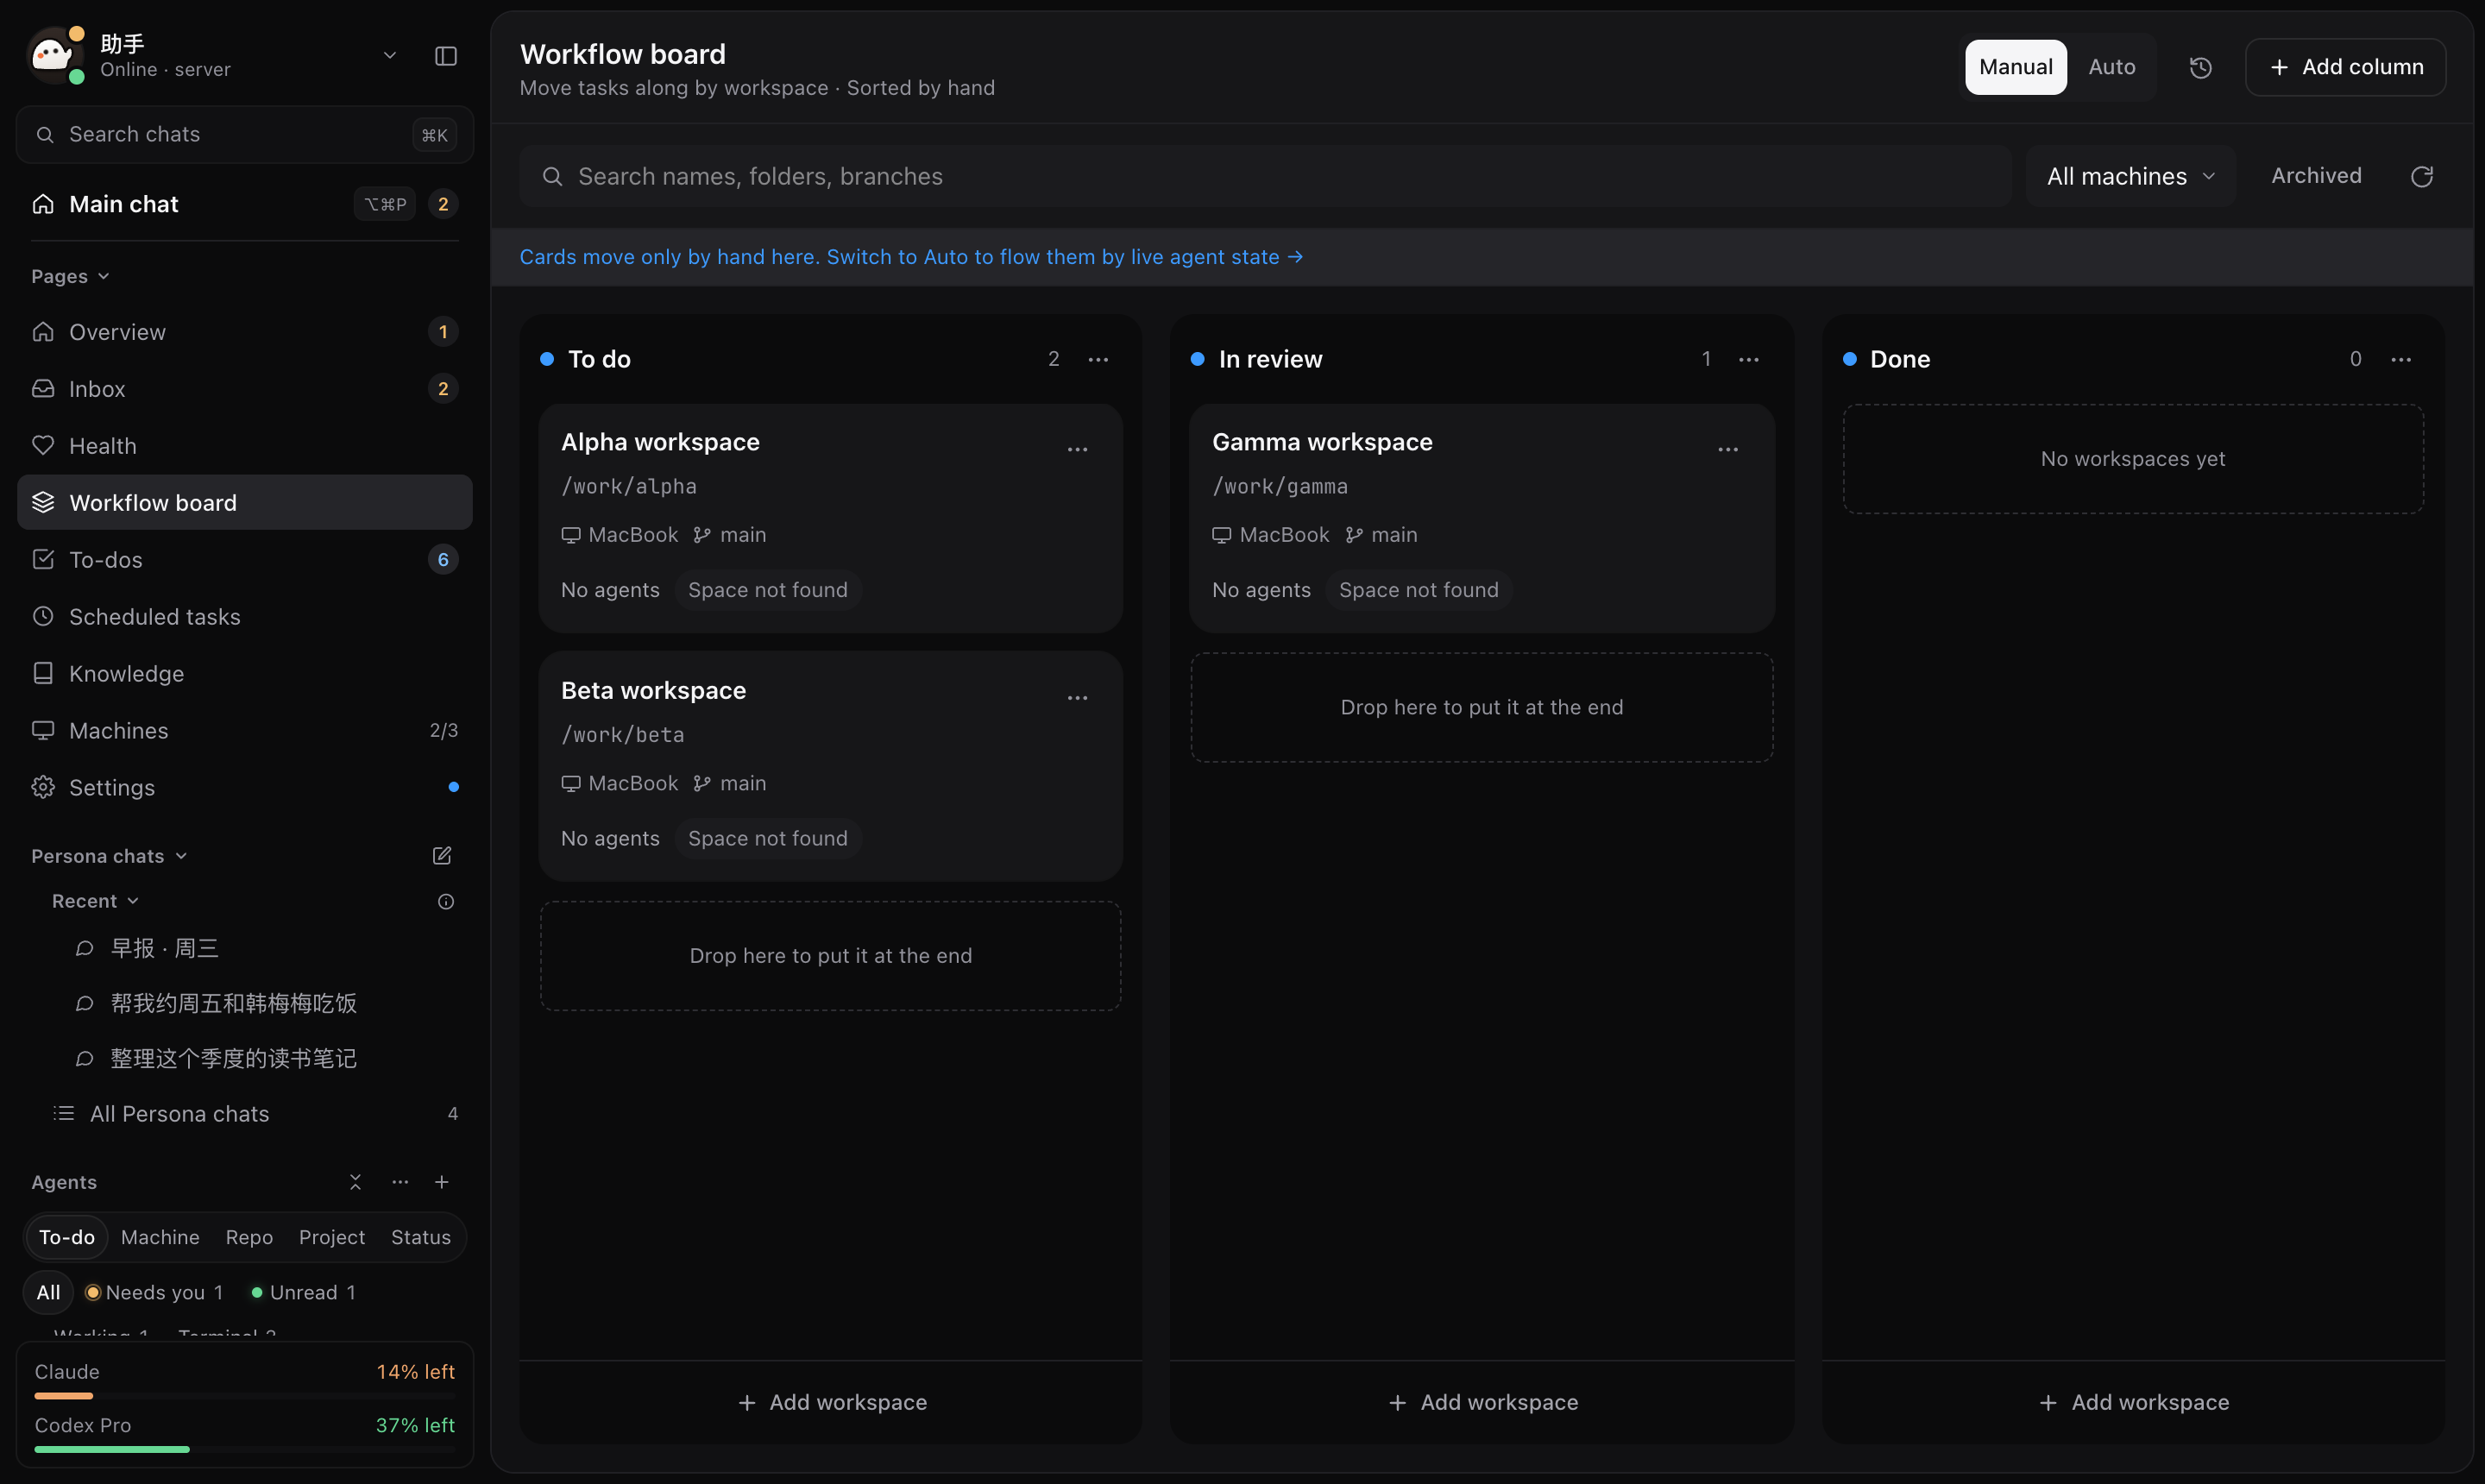 助手
Online · server
Search chats
⌘K
Main chat
⌥⌘P
2
Pages
Overview
1
Inbox
2
Health
Workflow board
To-dos
6
Scheduled tasks
Knowledge
Machines
2/3
Settings
Persona chats
Recent
早报 · 周三
帮我约周五和韩梅梅吃饭
整理这个季度的读书笔记
All Persona chats
4
Agents
To-do Machine Repo Project Status
All Needs you 1 Unread 1
Working 1 Terminal
Claude 14% left
Codex Pro 37% left
Workflow board
Move tasks along by workspace · Sorted by hand
Manual Auto
Add column
Search names, folders, branches
All machines
Archived
Cards move only by hand here. Switch to Auto to flow them by live agent state →
To do 2
Alpha workspace
/work/alpha
MacBook main
No agents Space not found
Beta workspace
/work/beta
MacBook main
No agents Space not found
Drop here to put it at the end
Add workspace
In review 1
Gamma workspace
/work/gamma
MacBook main
No agents Space not found
Drop here to put it at the end
Add workspace
Done 0
No workspaces yet
Add workspace